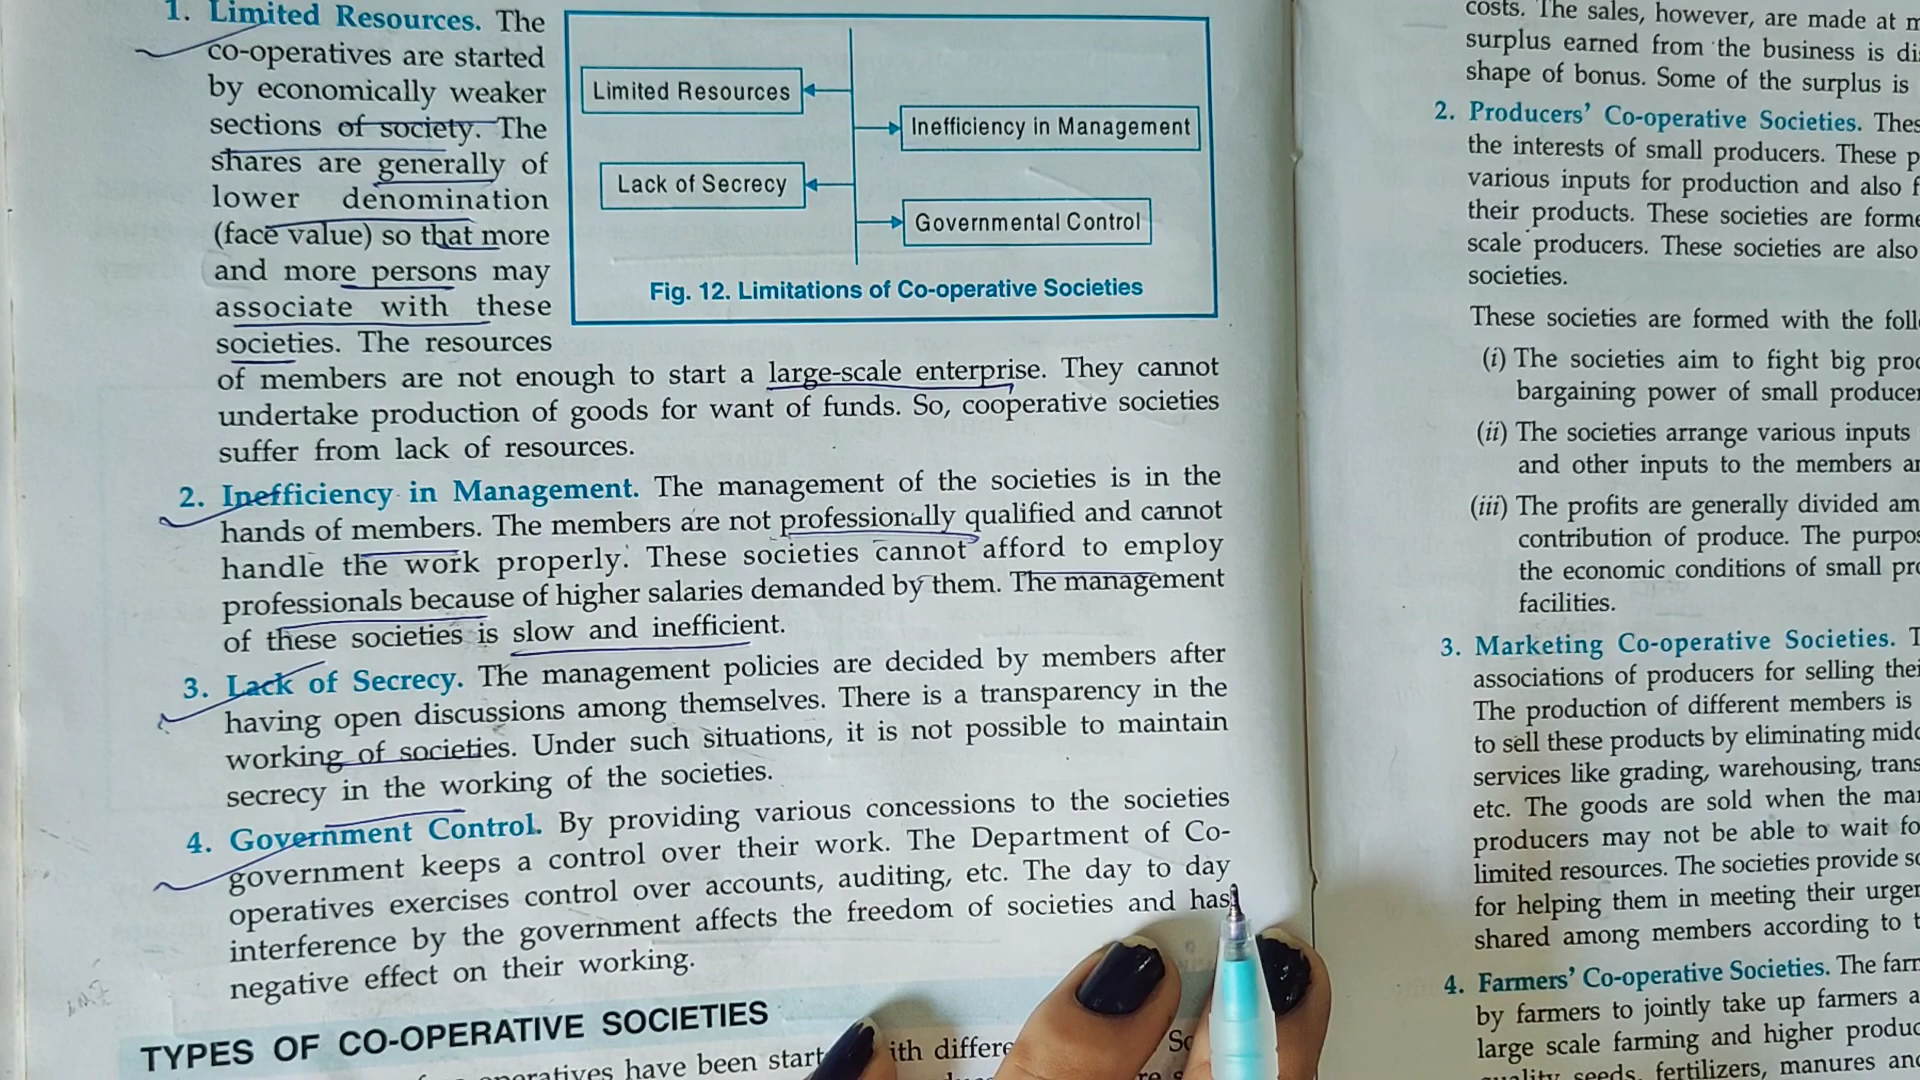 1. Limited Resources. The
co-operatives are started
by economically weaker
sections of society. The
shares are generally of
lower denomination
(face value) so that more
and more persons may
associate with these
societies. The resources
of members are not enough to start a large-scale enterprise. They cannot
undertake production of goods for want of funds. So, cooperative societies
suffer from lack of resources.
Limited Resources
Inefficiency in Management
Lack of Secrecy
Governmental Control
Fig. 12. Limitations of Co-operative Societies
2. Inefficiency in Management. The management of the societies is in the
hands of members. The members are not professionally qualified and cannot
handle the work properly. These societies cannot afford to employ
professionals because of higher salaries demanded by them. The management
of these societies is slow and inefficient.
3. Lack of Secrecy. The management policies are decided by members after
having open discussions among themselves. There is a transparency in the
working of societies. Under such situations, it is not possible to maintain
secrecy in the working of the societies.
4. Government Control. By providing various concessions to the societies
government keeps a control over their work. The Department of Co-
operatives exercises control over accounts, auditing, etc. The day to day
interference by the government affects the freedom of societies and has
negative effect on their working.
TYPES OF CO-OPERATIVE SOCIETIES
have been start
costs. The sales, however, are made at
surplus earned from the business is
shape of bonus. Some of the surplus is
2. Producers' Co-operative Societies.
the interests of small producers. These
various inputs for production and also
their products. These societies are
scale producers. These societies are also
societies.
These societies are formed with the
(i) The societies aim to fight big
bargaining power of small
(ii) The societies arrange various inputs
and other inputs to the members
(iii) The profits are generally divided
contribution of produce. The
the economic conditions of small
facilities.
3. Marketing Co-operative Societies.
associations of producers for selling
The production of different members is
to sell these products by eliminating
services like grading, warehousing,
etc. The goods are sold when the
producers may not be able to wait
limited resources. The societies provide
for helping them in meeting their
shared among members according to
4. Farmers' Co-operative Societies. The
by farmers to jointly take up farmers
large scale farming and higher
seeds, fertilizers, manures